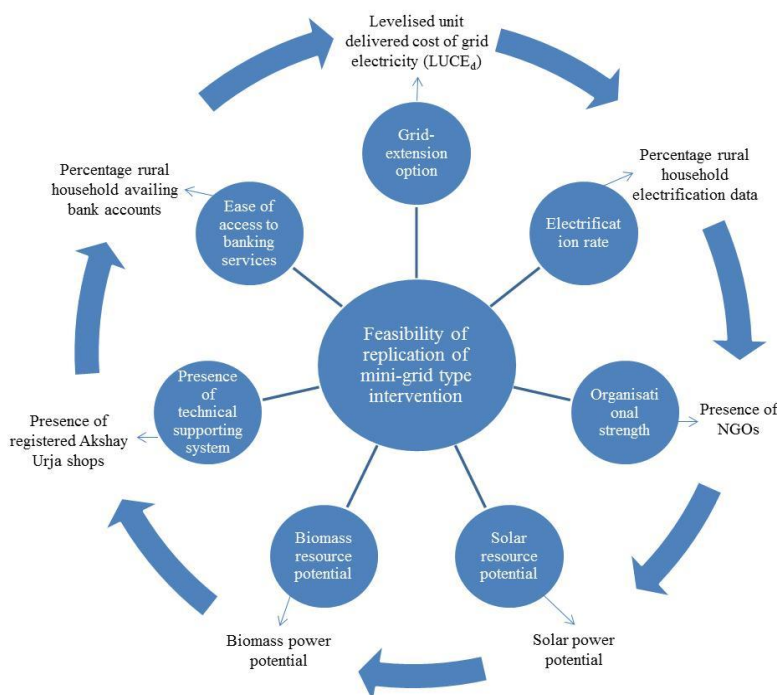 Levelised unit
delivered cost of grid
electricity (LUCEd)
Grid-
extension
option
Percentage rural
household
electrification data
Electrificat
ion rate
Organisati
onal
strength
Presence of
NGOs
Solar
resource
potential
Solar power
potential
Biomass
resource
potential
Biomass power
potential
Presence
of
technical
supporting
system
Presence of
registered Akshay
Urja shops
Ease of
access to
banking
services
Percentage rural
household availing
bank accounts
Feasibility of
replication of
mini-grid type
intervention